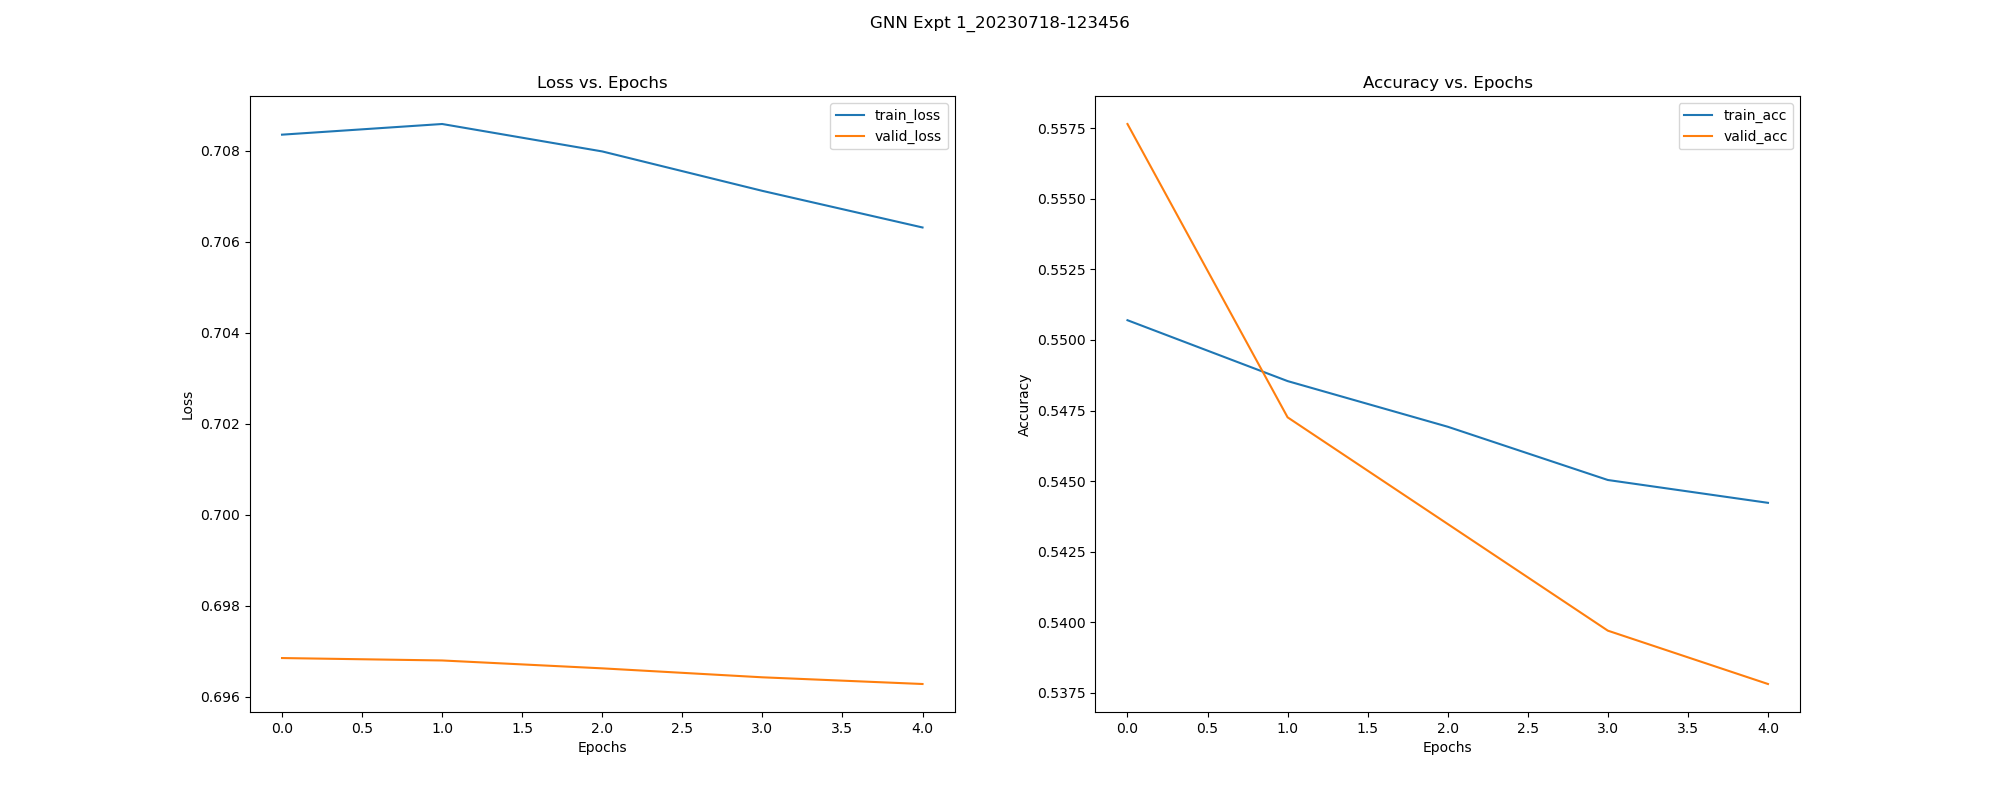 GNN Expt 1_20230718-123456
Loss vs. Epochs
train_loss
valid_loss
0.708
0.706
0.704
0.702
0.700
0.698
0.696
Loss
0.0 0.5 1.0 1.5 2.0 2.5 3.0 3.5 4.0
Epochs
Accuracy vs. Epochs
train_acc
valid_acc
0.5575
0.5550
0.5525
0.5500
0.5475
0.5450
0.5425
0.5400
0.5375
Accuracy
0.0 0.5 1.0 1.5 2.0 2.5 3.0 3.5 4.0
Epochs